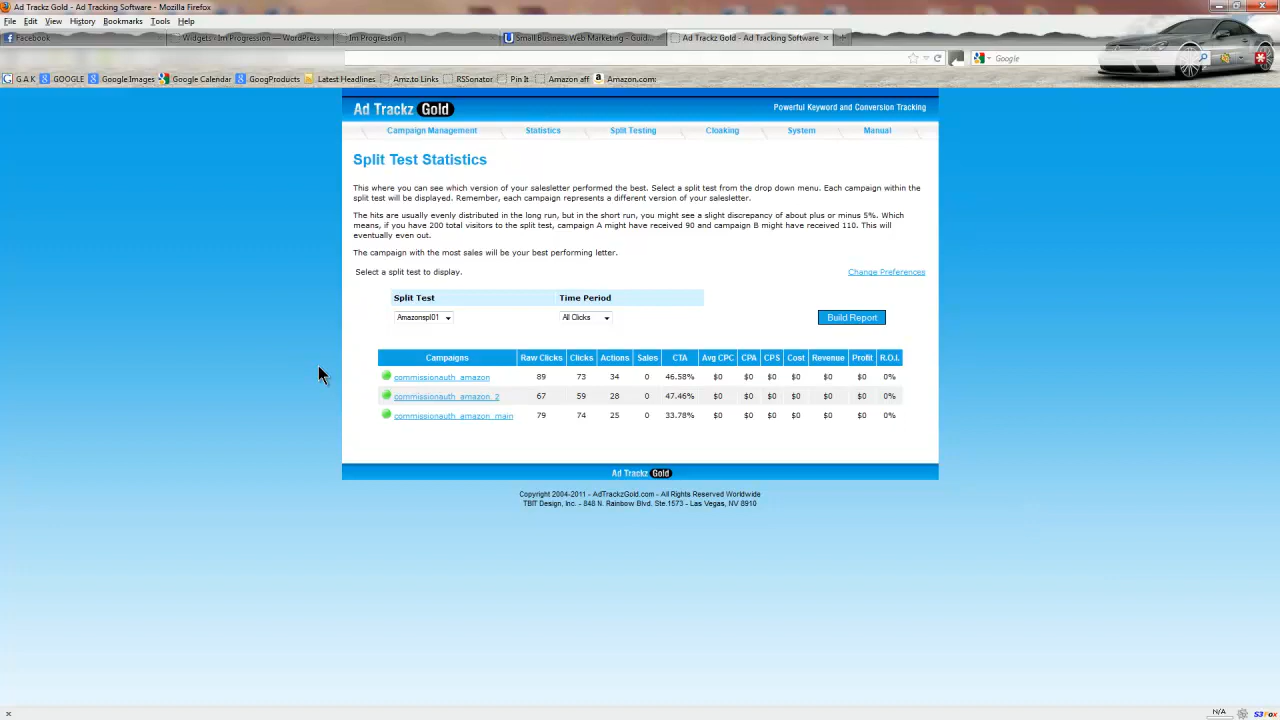 Ad Trackz Gold - Ad Tracking Software - Mozilla Firefox
File Edit View History Bookmarks Tools Help
Facebook
Widgets ‹ Im Progression — WordPress
Im Progression |
Small Business Web Marketing - Guid...
Ad Trackz Gold - Ad Tracking Software
Google
G.A.K GOOGLE Google Images Google Calendar GoogProducts Latest Headlines Amz.to Links RSSonator Pin It Amazon aff Amazon.com:
Ad Trackz Gold
Powerful Keyword and Conversion Tracking
Campaign Management Statistics Split Testing Cloaking System Manual
Split Test Statistics
This where you can see which version of your salesletter performed the best. Select a split test from the drop down menu. Each campaign within the
split test will be displayed. Remember, each campaign represents a different version of your salesletter.
The hits are usually evenly distributed in the long run, but in the short run, you might see a slight discrepancy of about plus or minus 5%. Which
means, if you have 200 total visitors to the split test, campaign A might have received 90 and campaign B might have received 110. This will
eventually even out.
The campaign with the most sales will be your best performing letter.
Select a split test to display.
Change Preferences
Split Test Time Period
Amazonspl01 All Clicks
Build Report
Campaigns Raw Clicks Clicks Actions Sales CTA Avg CPC CPA CPS Cost Revenue Profit R.O.I.
commissionauth_amazon 89 73 34 0 46.58% $0 $0 $0 $0 $0 $0 0%
commissionauth_amazon_2 67 59 28 0 47.46% $0 $0 $0 $0 $0 $0 0%
commissionauth_amazon_main 79 74 25 0 33.78% $0 $0 $0 $0 $0 $0 0%
Ad Trackz Gold
Copyright 2004-2011 - AdTrackzGold.com - All Rights Reserved Worldwide
TBIT Design, Inc. - 848 N. Rainbow Blvd. Ste.1573 - Las Vegas, NV 8910
N/A
S3Fox